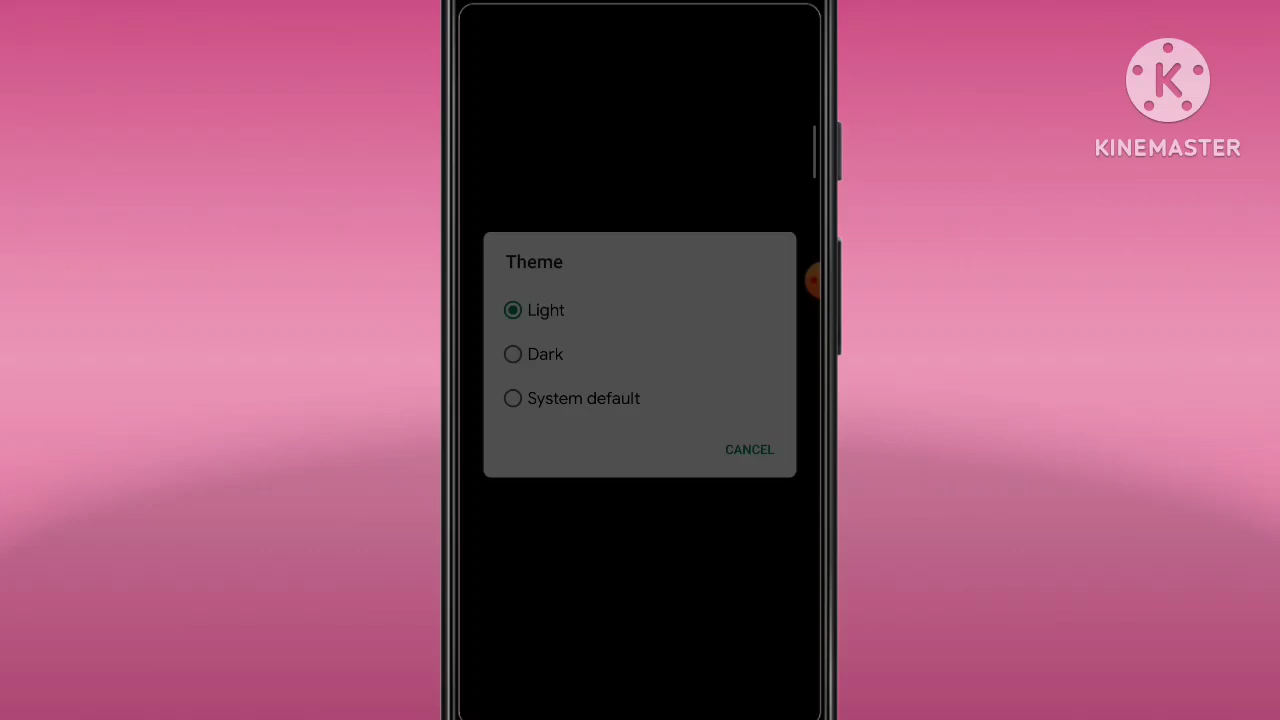 K
KINEMASTER
Theme
Light
Dark
System default
CANCEL